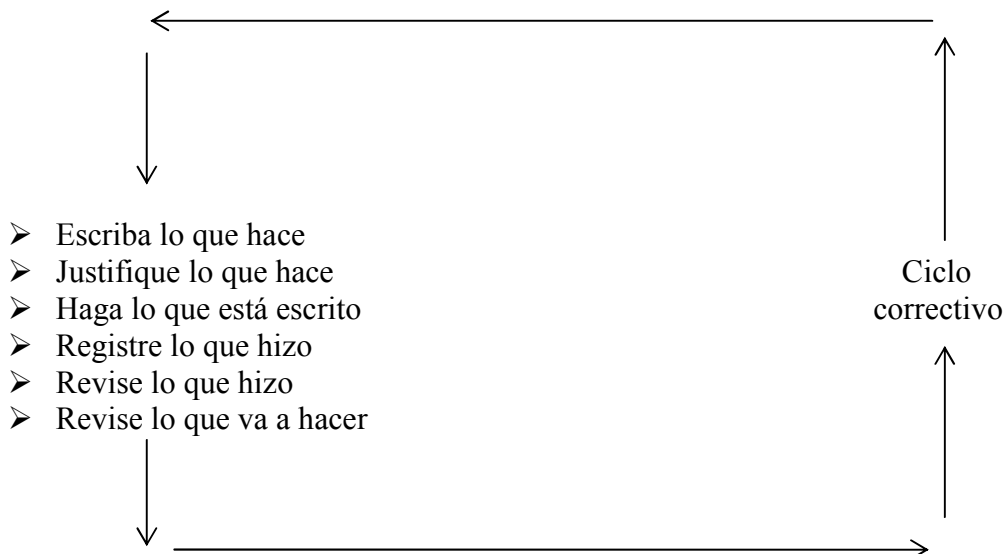 ➢ Escriba lo que hace
➢ Justifique lo que hace
➢ Haga lo que está escrito
➢ Registre lo que hizo
➢ Revise lo que hizo
➢ Revise lo que va a hacer
Ciclo
correctivo